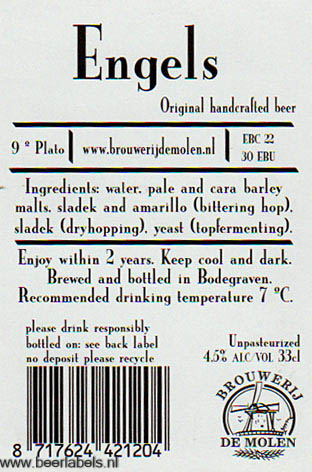 Engels
Original handcrafted beer
9 º Plato
www.brouwerijdemolen.nl
EBC 22
30 EBU
Ingredients: water, pale and cara barley
malts, sladek and amarillo (bittering hop),
sladek (dryhopping), yeast (topfermenting).
Enjoy within 2 years. Keep cool and dark.
Brewed and bottled in Bodegraven.
Recommended drinking temperature 7 ºC.
please drink responsibly
bottled on: see back label
no deposit please recycle
Unpasteurized
4.5% ALC/VOL 33cl
BROUWERIJ
DE MOLEN
8 717624 421204
www.beerlabels.nl